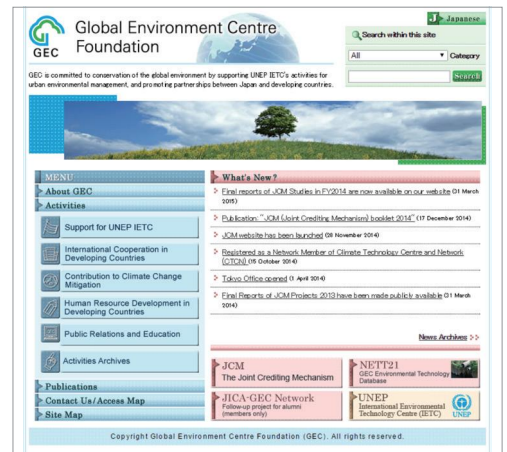 Global Environment Centre
Foundation
GEC
Japanese
Search within this site
All
Category
Search
GEC is committed to conservation of the global environment by supporting UNEP IETC's activities for
urban environmental management, and promoting partnerships between Japan and developing countries.
MENU
About GEC
Activities
Support for UNEP IETC
International Cooperation in
Developing Countries
Contribution to Climate Change
Mitigation
Human Resource Development in
Developing Countries
Public Relations and Education
Activities Archives
Publications
Contact Us/Access Map
Site Map
What's New?
Final reports of JCM Studies in FY2014 are now available on our website (31 March
2015)
Publication: "JCM (Joint Crediting Mechanism) booklet 2014" (17 December 2014)
JCM website has been launched (28 November 2014)
Registered as a Network Member of Climate Technology Centre and Network
(CTCN) (15 October 2014)
Tokyo Office opened (1 April 2014)
Final Reports of JCM Projects 2013 have been made publicly available (31 March
2014)
News Archives >>
JCM
The Joint Crediting Mechanism
NETT21
GEC Environmental Technology
Database
JICA-GEC Network
Follow-up project for alumni
(members only)
UNEP
International Environmental
Technology Centre (IETC)
UNEP
Copyright Global Environment Centre Foundation (GEC). All rights reserved.